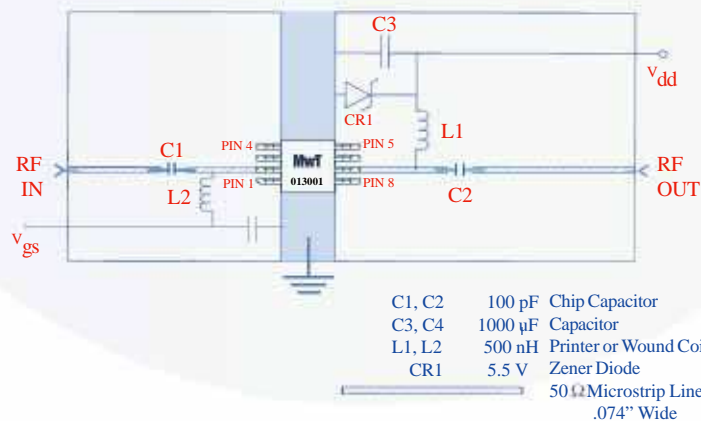 C3
Vdd
CR1
L1
PIN 4
PIN 5
C1
MwT
RF
IN
RF
OUT
013001
PIN 1
PIN 8
L2
C2
Vgs
C1, C2 100 pF Chip Capacitor
C3, C4 1000 µF Capacitor
L1, L2 500 nH Printer or Wound Coi
CR1 5.5 V Zener Diode
50 Ω Microstrip Line
.074” Wide